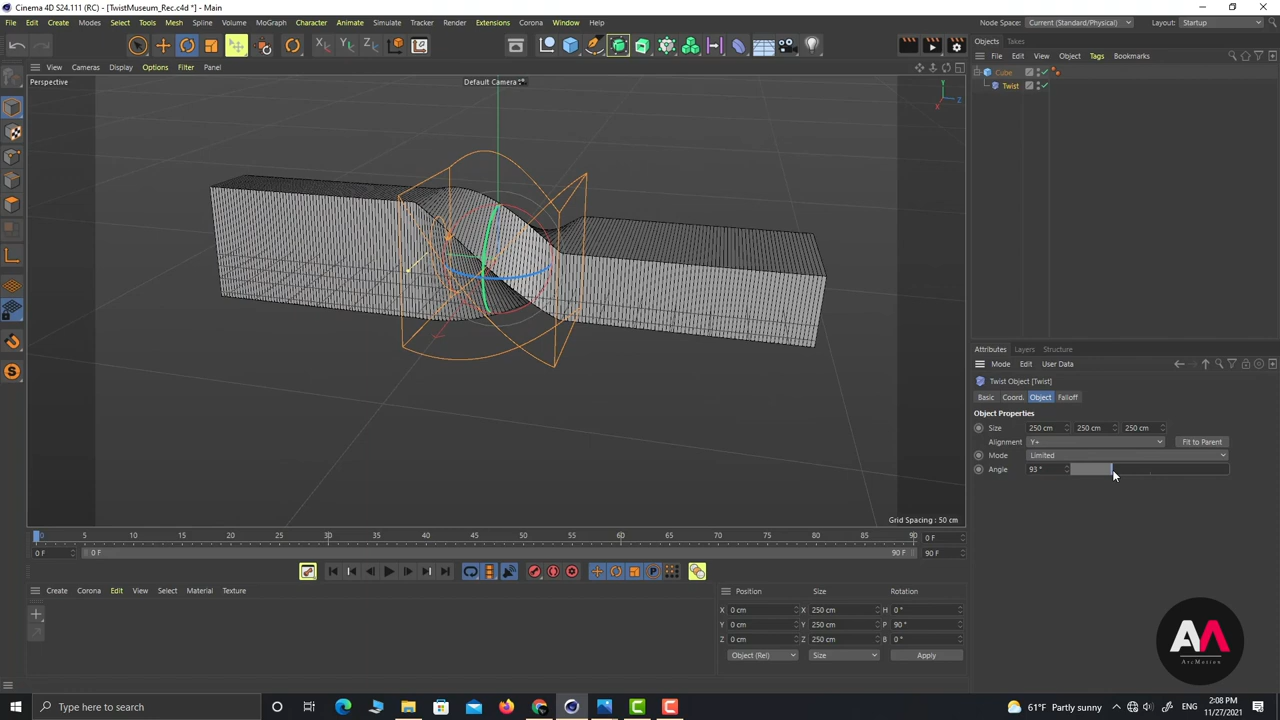 Cinema 4D S24.111 (RC) - [TwistMuseum_Rec.c4d *] - Main
File Edit Create Modes Select Tools Mesh Spline Volume MoGraph Character Animate Simulate Tracker Render Extensions Corona Window Help Node Space: Current (Standard/Physical) Layout: Startup
X Y Z
Objects Takes
File Edit View Object Tags Bookmarks
View Cameras Display Options Filter Panel
Perspective
Default Camera
Y
Z
X
Cube
Twist
Attributes Layers Structure
Mode Edit User Data
Twist Object [Twist]
Basic Coord. Object Falloff
Object Properties
Size 250 cm 250 cm 250 cm
Alignment Y+ Fit to Parent
Mode Limited
Angle 93 °
Grid Spacing : 50 cm
0 5 10 15 20 25 30 35 40 45 50 55 60 65 70 75 80 85 90 0 F
0 F 0 F 90 F 90 F
Create Corona Edit View Select Material Texture
Position Size Rotation
X 0 cm X 250 cm H 0 °
Y 0 cm Y 250 cm P 90 °
Z 0 cm Z 250 cm B 0 °
Object (Rel) Size Apply
ArcMotion
Type here to search
61°F Partly sunny
2:08 PM
11/27/2021